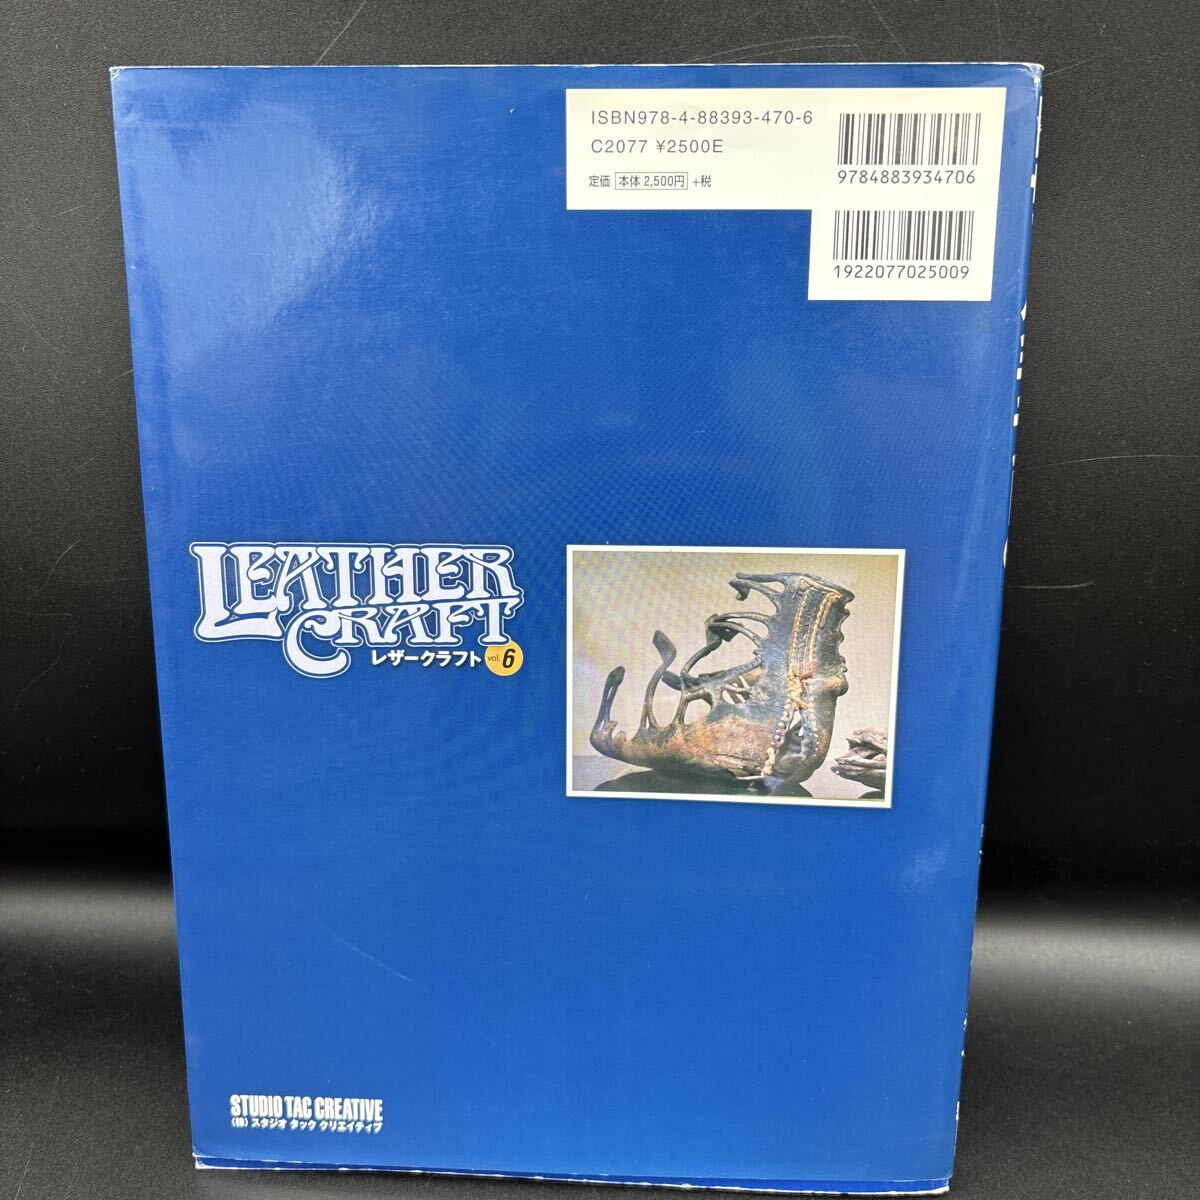 ISBN978-4-88393-470-6
C2077 ¥2500E
定価 本体 2,500円 +税
9784883934706
1922077025009
LEATHER
CRAFT
レザークラフト vol. 6
STUDIO TAC CREATIVE
(株)スタジオ タック クリエイティブ